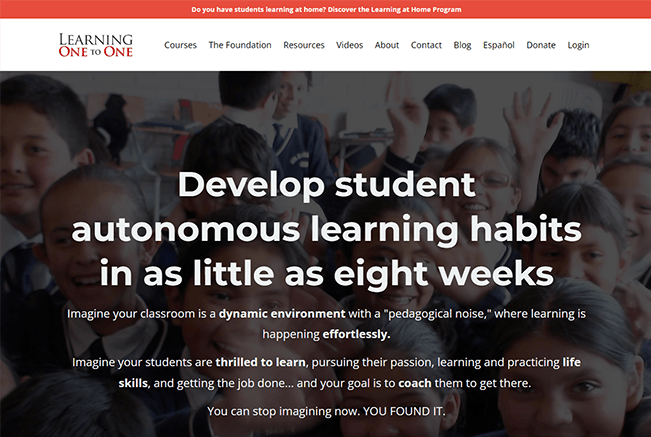 Do you have students learning at home? Discover the Learning at Home Program
LEARNING
ONE TO ONE
Courses The Foundation Resources Videos About Contact Blog Español Donate Login
Develop student
autonomous learning habits
in as little as eight weeks
Imagine your classroom is a dynamic environment with a "pedagogical noise," where learning is
happening effortlessly.
Imagine your students are thrilled to learn, pursuing their passion, learning and practicing life
skills, and getting the job done... and your goal is to coach them to get there.
You can stop imagining now. YOU FOUND IT.